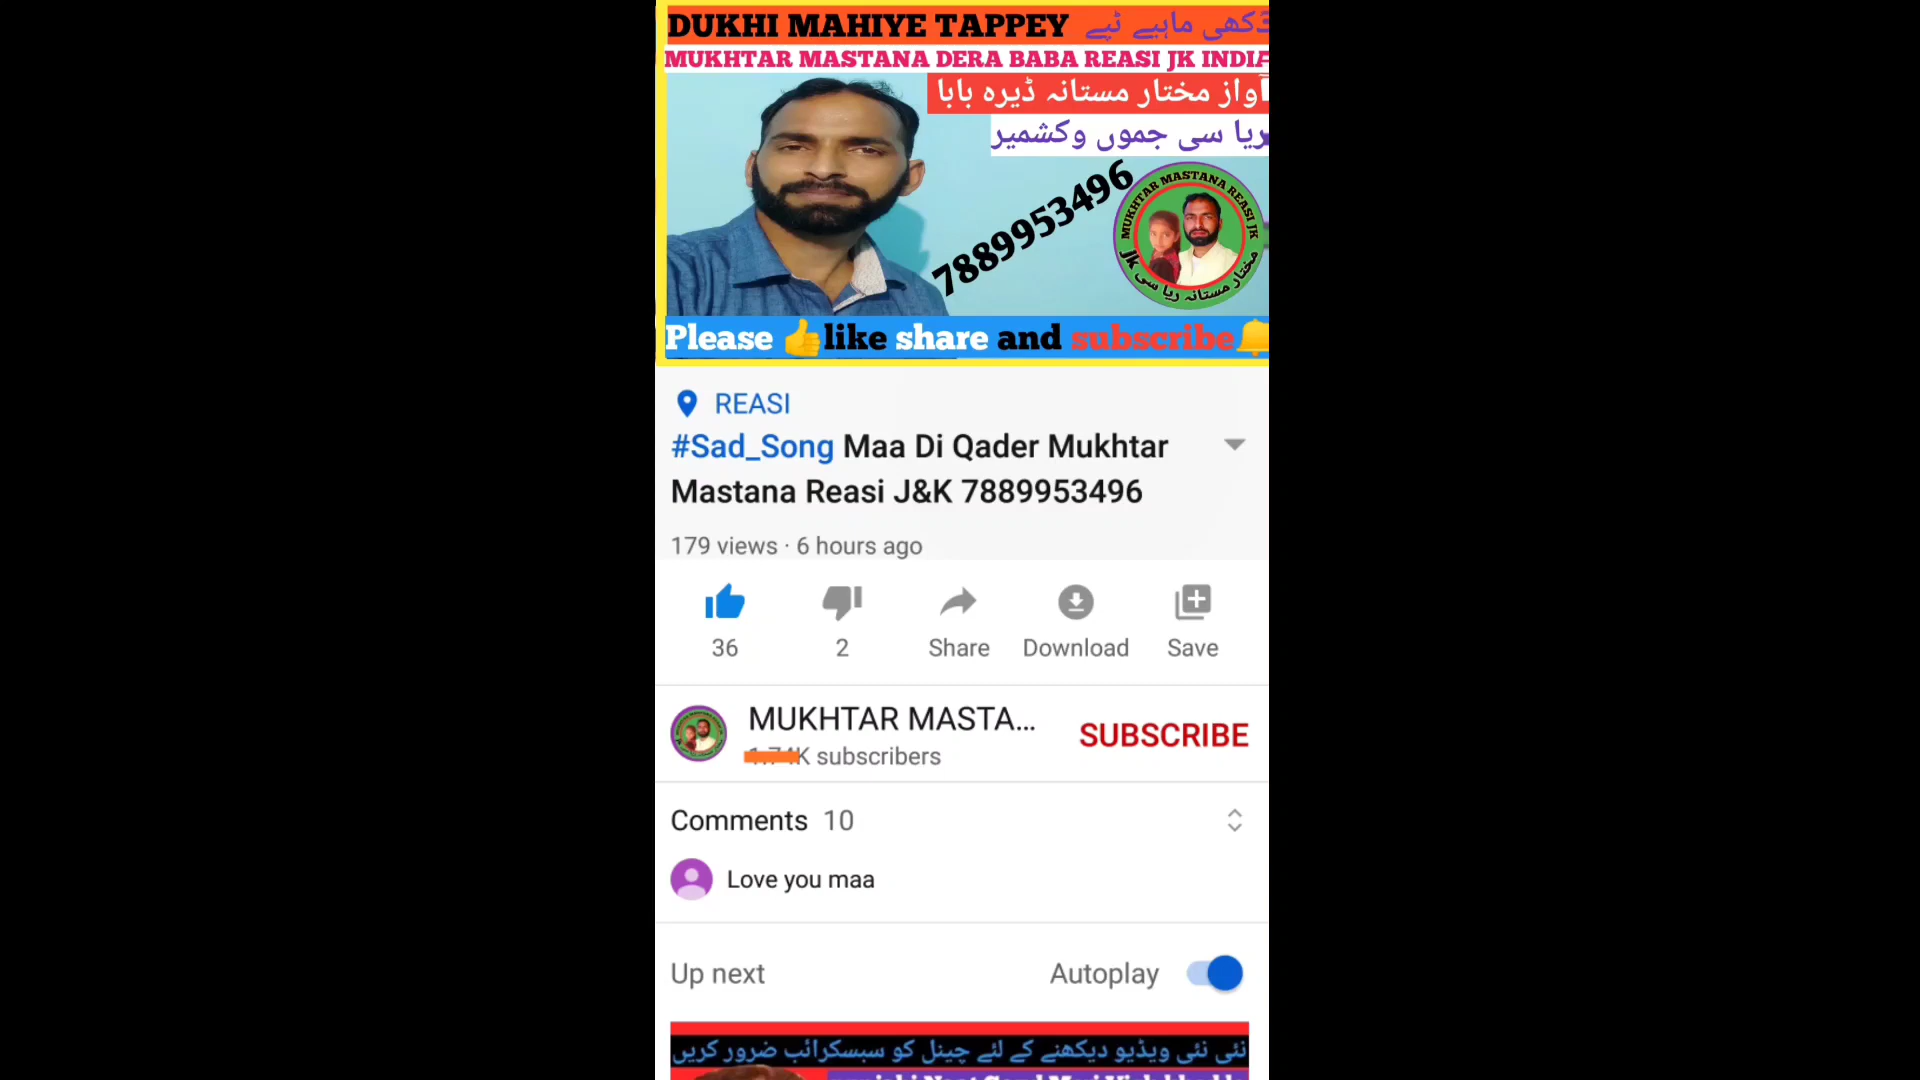 DUKHI MAHIYE TAPPEY دکھی ماہیے ٹپے
MUKHTAR MASTANA DERA BABA REASI JK INDIA
آواز مختار مستانہ ڈیرہ بابا
ریا سی جموں وکشمیر
7889953496
MUKHTAR MASTANA REASI JK
مختار مستانہ ریا سی JK
Please 👍like share and subscribe🔔
REASI
#Sad_Song Maa Di Qader Mukhtar
Mastana Reasi J&K 7889953496
179 views · 6 hours ago
36
2
Share
Download
Save
MUKHTAR MASTA...
SUBSCRIBE
1.74K subscribers
Comments 10
Love you maa
Up next
Autoplay
نئی نئی ویڈیو دیکھنے کے لئے چینل کو سبسکرائب ضرور کریں